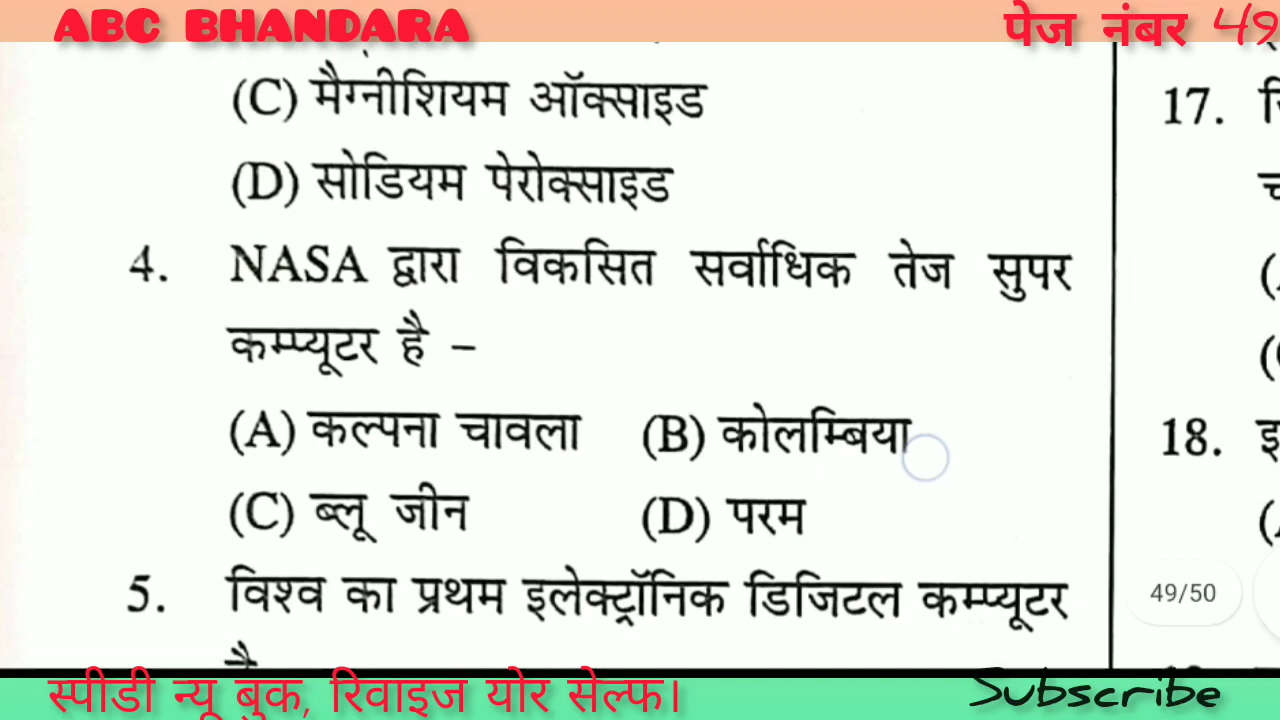 ABC BHANDARA
पेज नंबर 49
(C) मैग्नीशियम ऑक्साइड
(D) सोडियम पेरोक्साइड
4. NASA द्वारा विकसित सर्वाधिक तेज सुपर
कम्प्यूटर है –
(A) कल्पना चावला (B) कोलम्बिया
(C) ब्लू जीन (D) परम
5. विश्व का प्रथम इलेक्ट्रॉनिक डिजिटल कम्प्यूटर
17.
18.
49/50
स्पीडी न्यू बुक, रिवाइज योर सेल्फ।
Subscribe